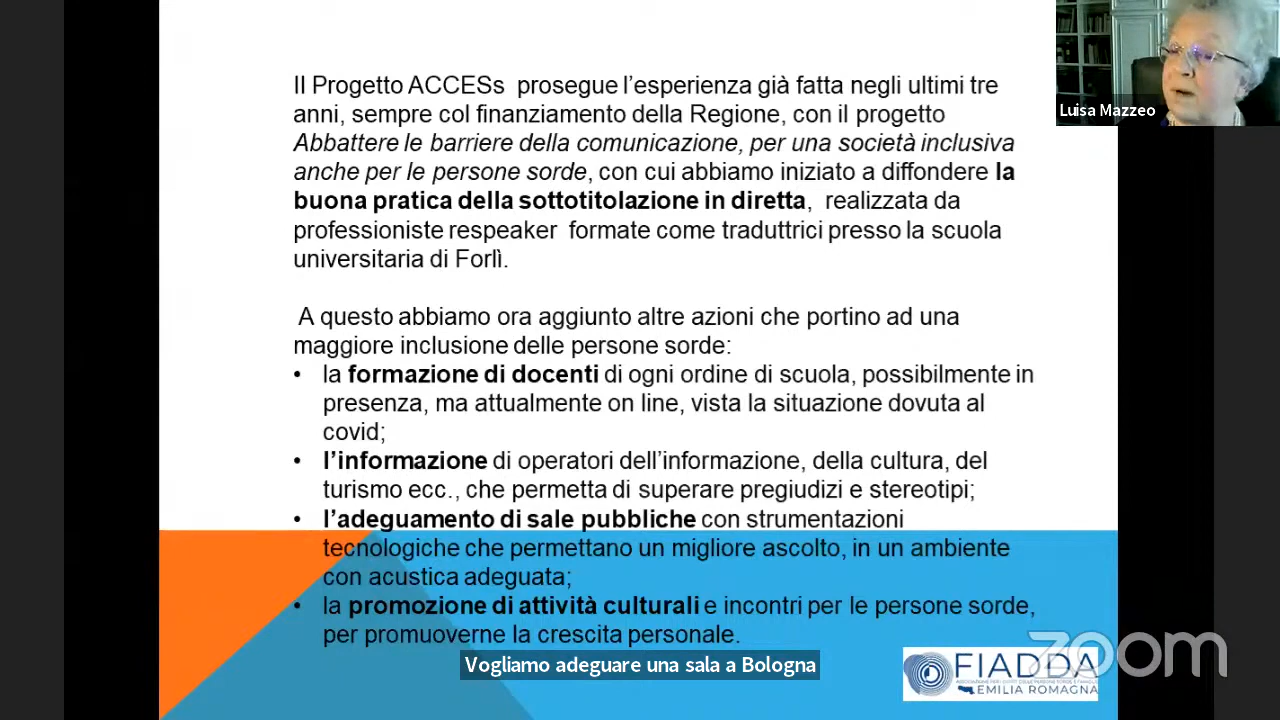 Il Progetto ACCESs  prosegue l'esperienza già fatta negli ultimi tre
anni, sempre col finanziamento della Regione, con il progetto
Abbattere le barriere della comunicazione, per una società inclusiva
anche per le persone sorde, con cui abbiamo iniziato a diffondere la
buona pratica della sottotitolazione in diretta,  realizzata da
professioniste respeaker  formate come traduttrici presso la scuola
universitaria di Forlì.
A questo abbiamo ora aggiunto altre azioni che portino ad una
maggiore inclusione delle persone sorde:
• la formazione di docenti di ogni ordine di scuola, possibilmente in
presenza, ma attualmente on line, vista la situazione dovuta al
covid;
• l'informazione di operatori dell'informazione, della cultura, del
turismo ecc., che permetta di superare pregiudizi e stereotipi;
• l'adeguamento di sale pubbliche con strumentazioni
tecnologiche che permettano un migliore ascolto, in un ambiente
con acustica adeguata;
• la promozione di attività culturali e incontri per le persone sorde,
per promuoverne la crescita personale.
Luisa Mazzeo
Vogliamo adeguare una sala a Bologna
FIADDA
EMILIA ROMAGNA
zoom